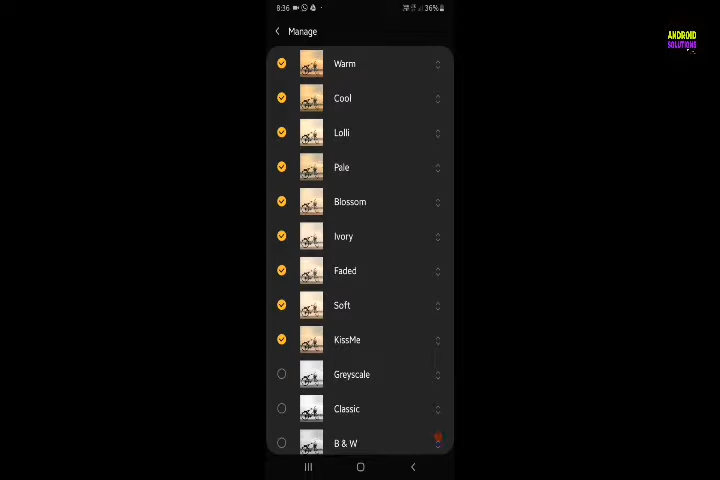 8:36
36%
Manage
Warm
Cool
Lolli
Pale
Blossom
Ivory
Faded
Soft
KissMe
Greyscale
Classic
B & W
ANDROID
SOLUTIONS